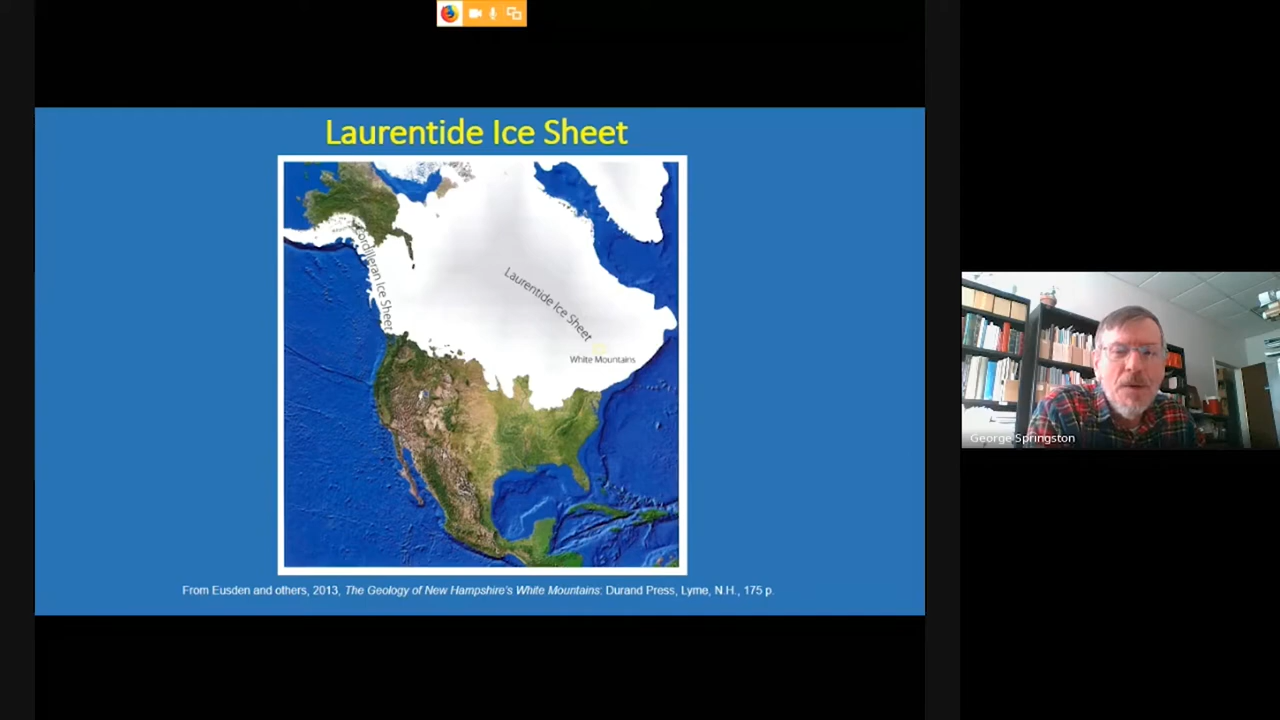 Laurentide Ice Sheet
Cordilleran Ice Sheet
Laurentide Ice Sheet
White Mountains
George Springston
From Eusden and others, 2013, The Geology of New Hampshire's White Mountains: Durand Press, Lyme, N.H., 175 p.